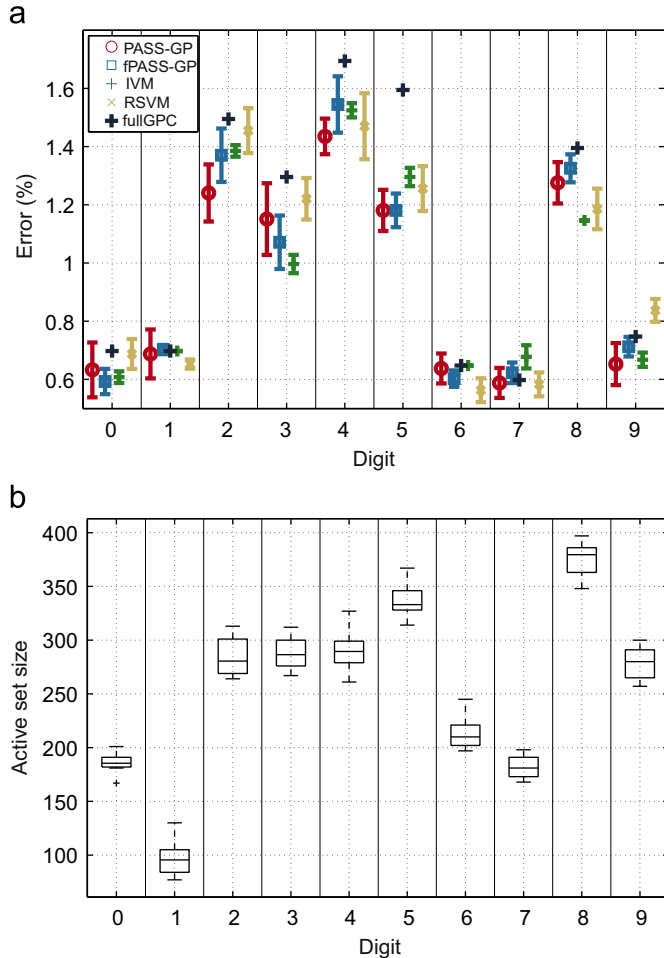 a
PASS-GP
fPASS-GP
IVM
RSVM
fullGPC
1.6
1.4
1.2
1
0.8
0.6
Error (%)
0 1 2 3 4 5 6 7 8 9
Digit
b
400
350
300
250
200
150
100
Active set size
0 1 2 3 4 5 6 7 8 9
Digit